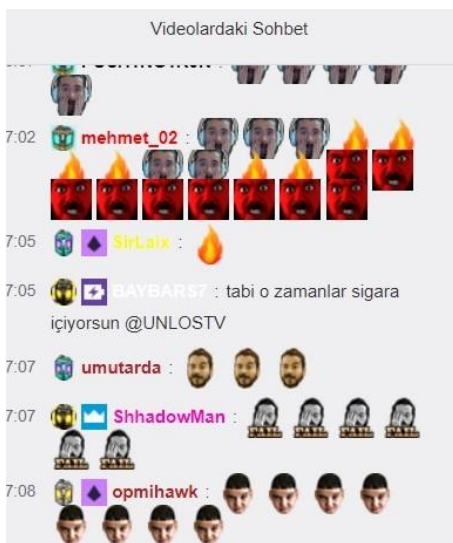 Videolardaki Sohbet
7:02 mehmet_02 :
7:05 SirLaix :
7:05 BAYBARS7 : tabi o zamanlar sigara
içiyorsun @UNLOSTV
7:07 umutarda :
7:07 ShhadowMan :
7:08 opmihawk :